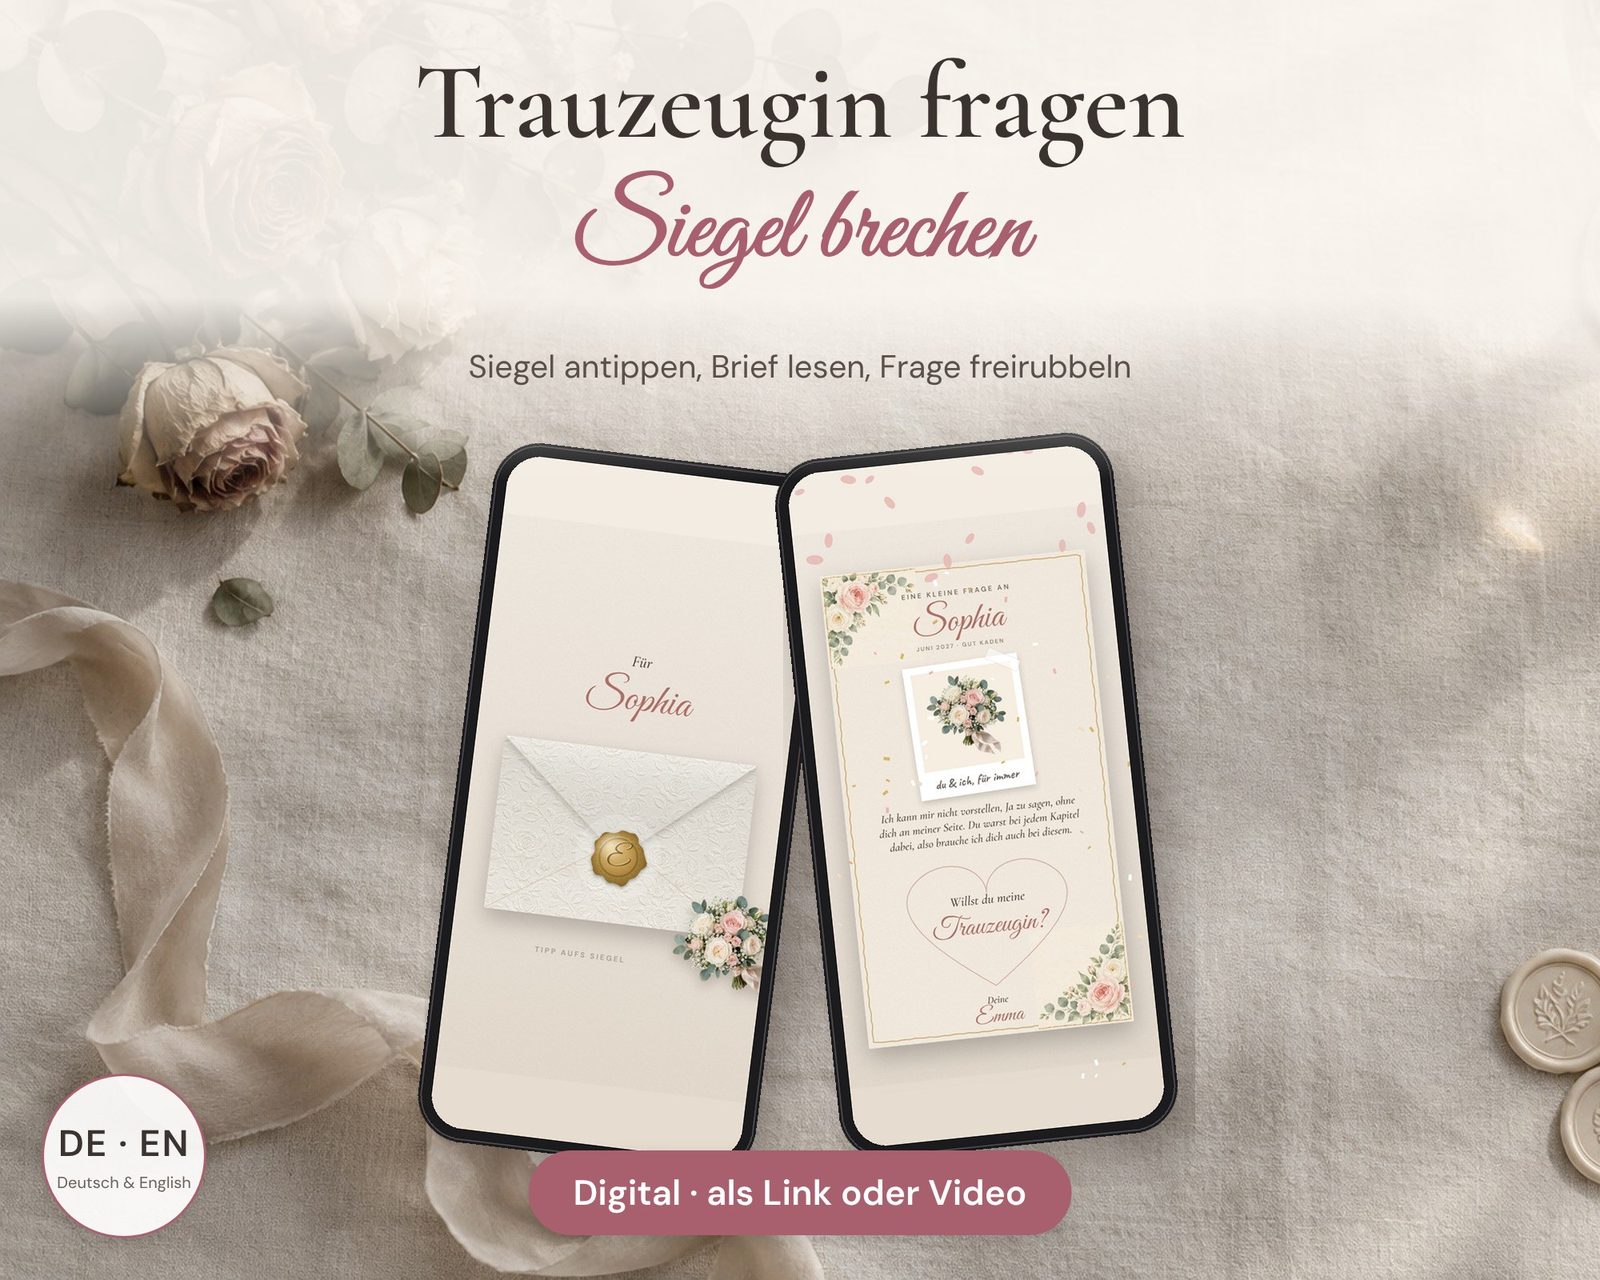 Trauzeugin fragen
Siegel brechen
Siegel antippen, Brief lesen, Frage freirubbeln
Für
Sophia
E
TIPP AUFS SIEGEL
EINE KLEINE FRAGE AN
Sophia
JUNI 2027 · GUT KADEN
du & ich, für immer
Ich kann mir nicht vorstellen, Ja zu sagen, ohne
dich an meiner Seite. Du warst bei jedem Kapitel
dabei, also brauche ich dich auch bei diesem.
Willst du meine
Trauzeugin?
Deine
Emma
DE · EN
Deutsch & English
Digital · als Link oder Video